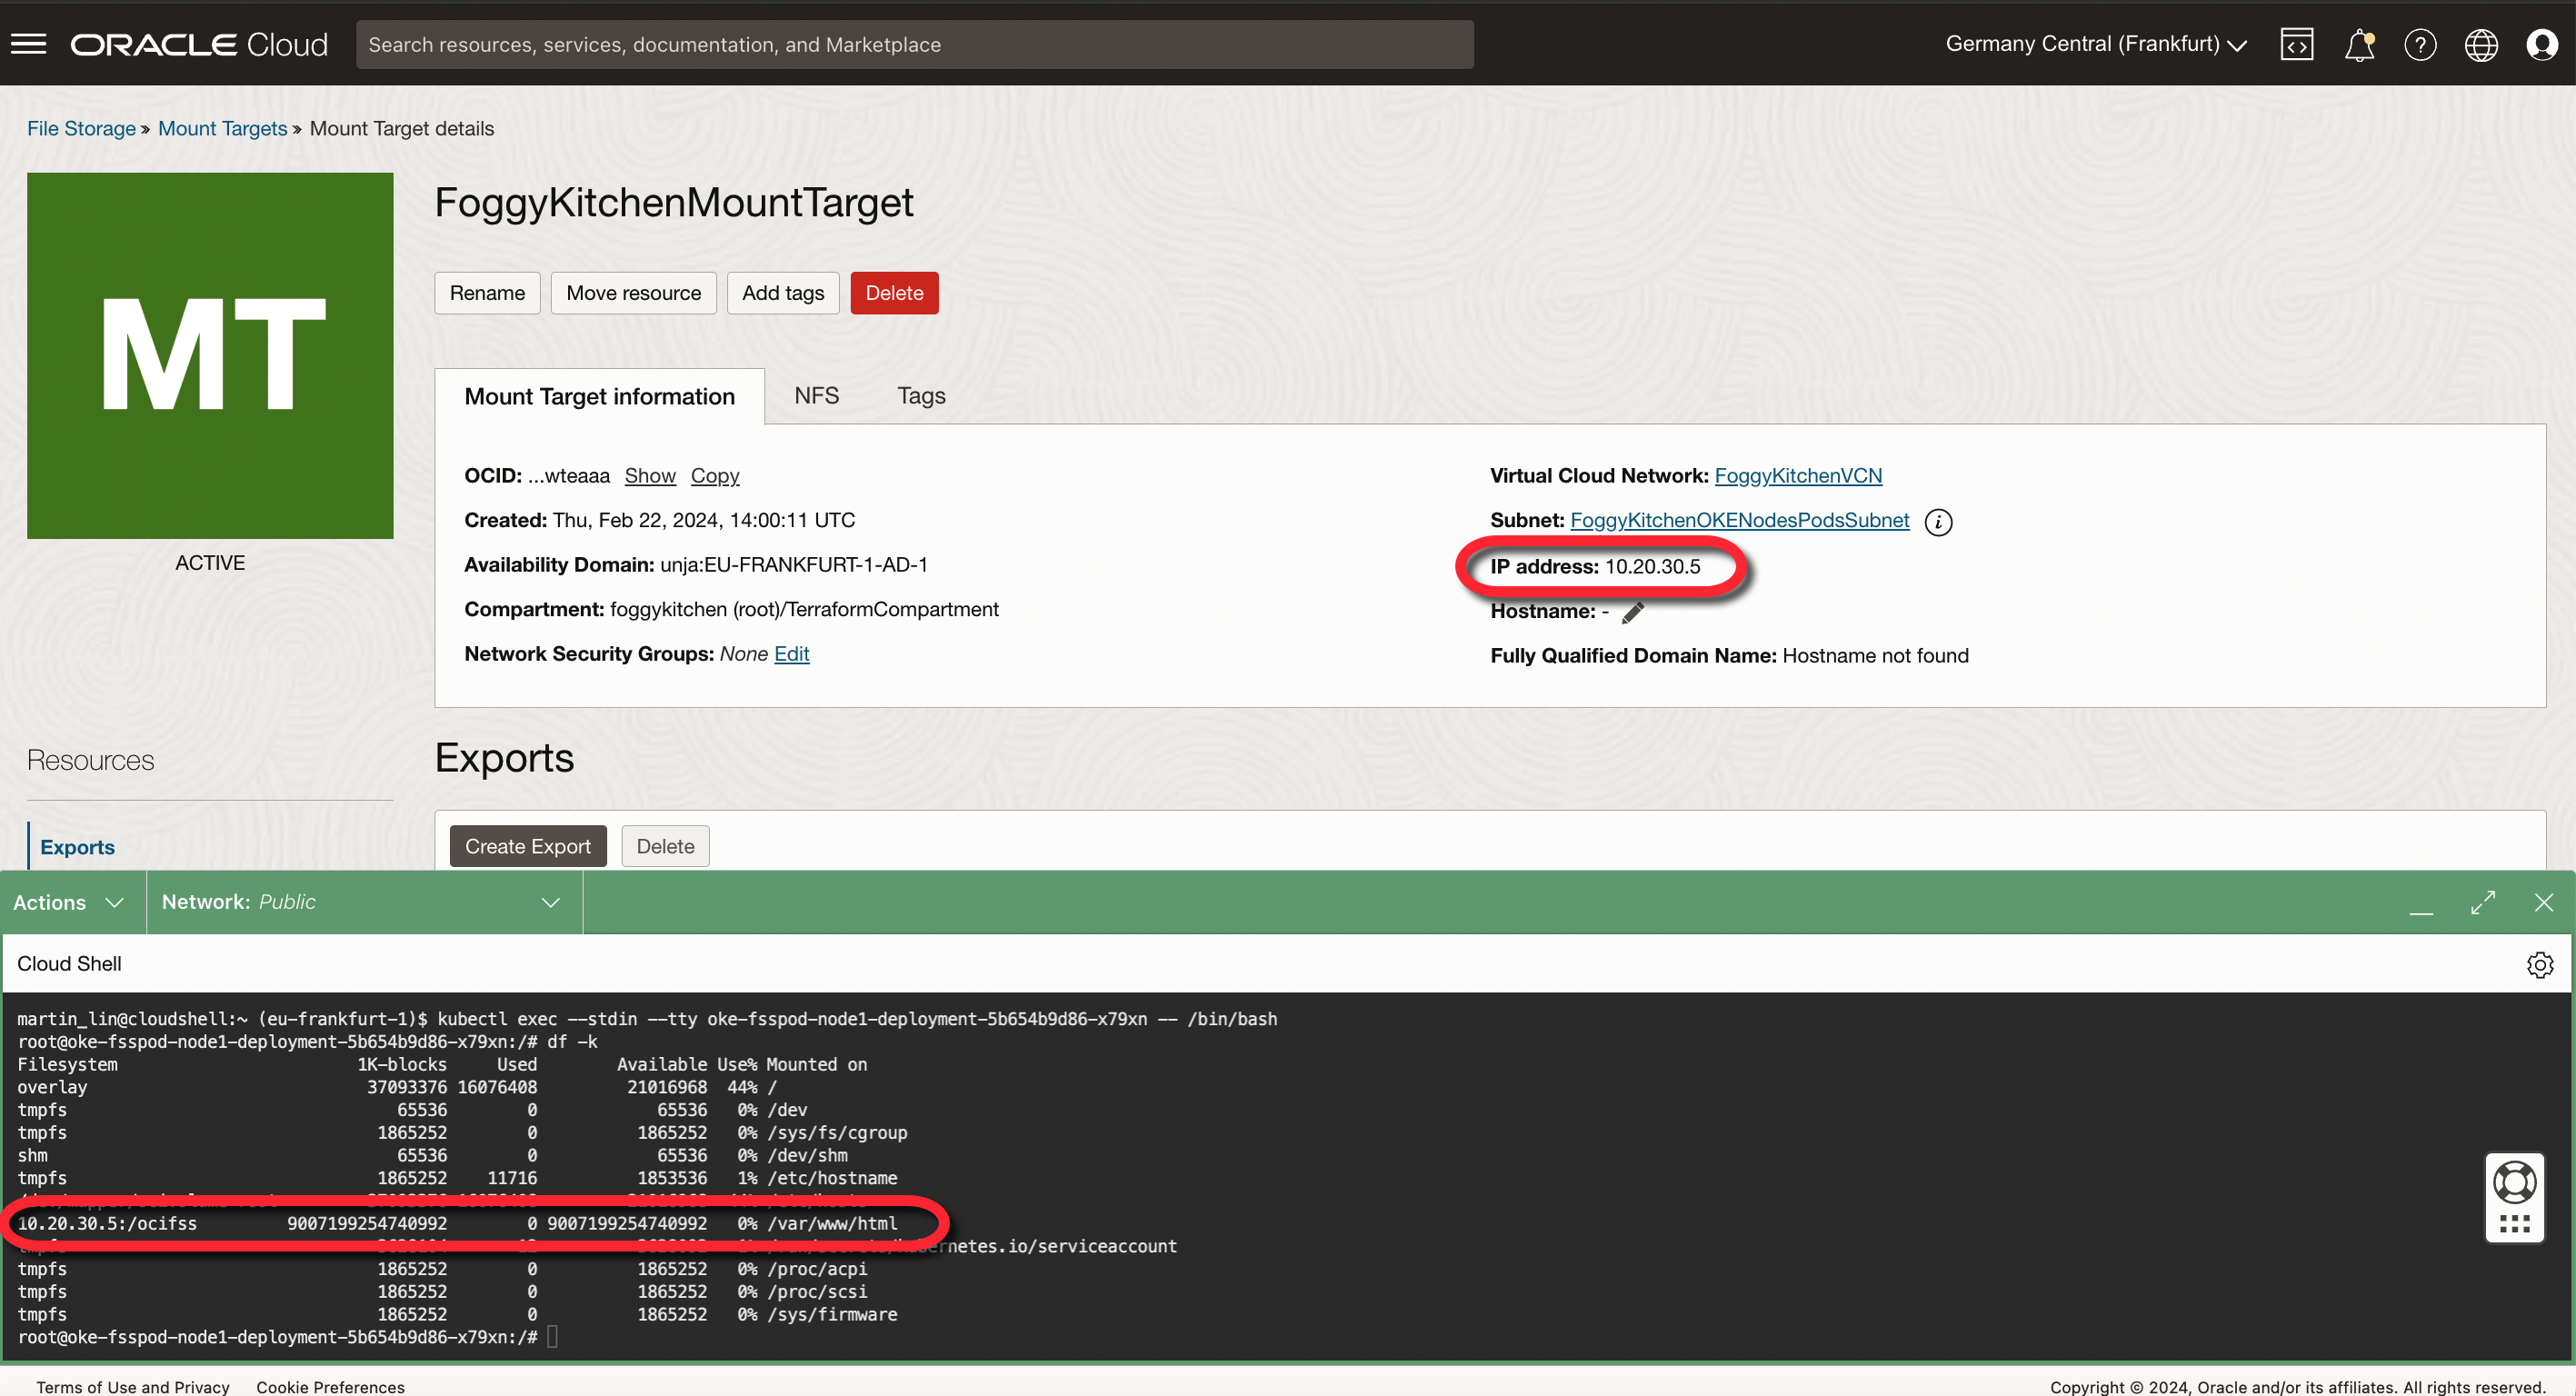 ORACLE Cloud
Search resources, services, documentation, and Marketplace
Germany Central (Frankfurt)
File Storage » Mount Targets » Mount Target details
MT
ACTIVE
FoggyKitchenMountTarget
Rename Move resource Add tags Delete
Mount Target information NFS Tags
OCID: ...wteaaa Show Copy
Created: Thu, Feb 22, 2024, 14:00:11 UTC
Availability Domain: unja:EU-FRANKFURT-1-AD-1
Compartment: foggykitchen (root)/TerraformCompartment
Network Security Groups: None Edit
Virtual Cloud Network: FoggyKitchenVCN
Subnet: FoggyKitchenOKENodesPodsSubnet
IP address: 10.20.30.5
Hostname: -
Fully Qualified Domain Name: Hostname not found
Resources
Exports
Exports
Create Export Delete
Actions Network: Public
Cloud Shell
martin_lin@cloudshell:~ (eu-frankfurt-1)$ kubectl exec --stdin --tty oke-fsspod-node1-deployment-5b654b9d86-x79xn -- /bin/bash
root@oke-fsspod-node1-deployment-5b654b9d86-x79xn:/# df -k
Filesystem 1K-blocks Used Available Use% Mounted on
overlay 37093376 16076408 21016968 44% /
tmpfs 65536 0 65536 0% /dev
tmpfs 1865252 0 1865252 0% /sys/fs/cgroup
shm 65536 0 65536 0% /dev/shm
tmpfs 1865252 11716 1853536 1% /etc/hostname
10.20.30.5:/ocifss 9007199254740992 0 9007199254740992 0% /var/www/html
tmpfs ernetes.io/serviceaccount
tmpfs 1865252 0 1865252 0% /proc/acpi
tmpfs 1865252 0 1865252 0% /proc/scsi
tmpfs 1865252 0 1865252 0% /sys/firmware
root@oke-fsspod-node1-deployment-5b654b9d86-x79xn:/#
Terms of Use and Privacy Cookie Preferences
Copyright © 2024, Oracle and/or its affiliates. All rights reserved.